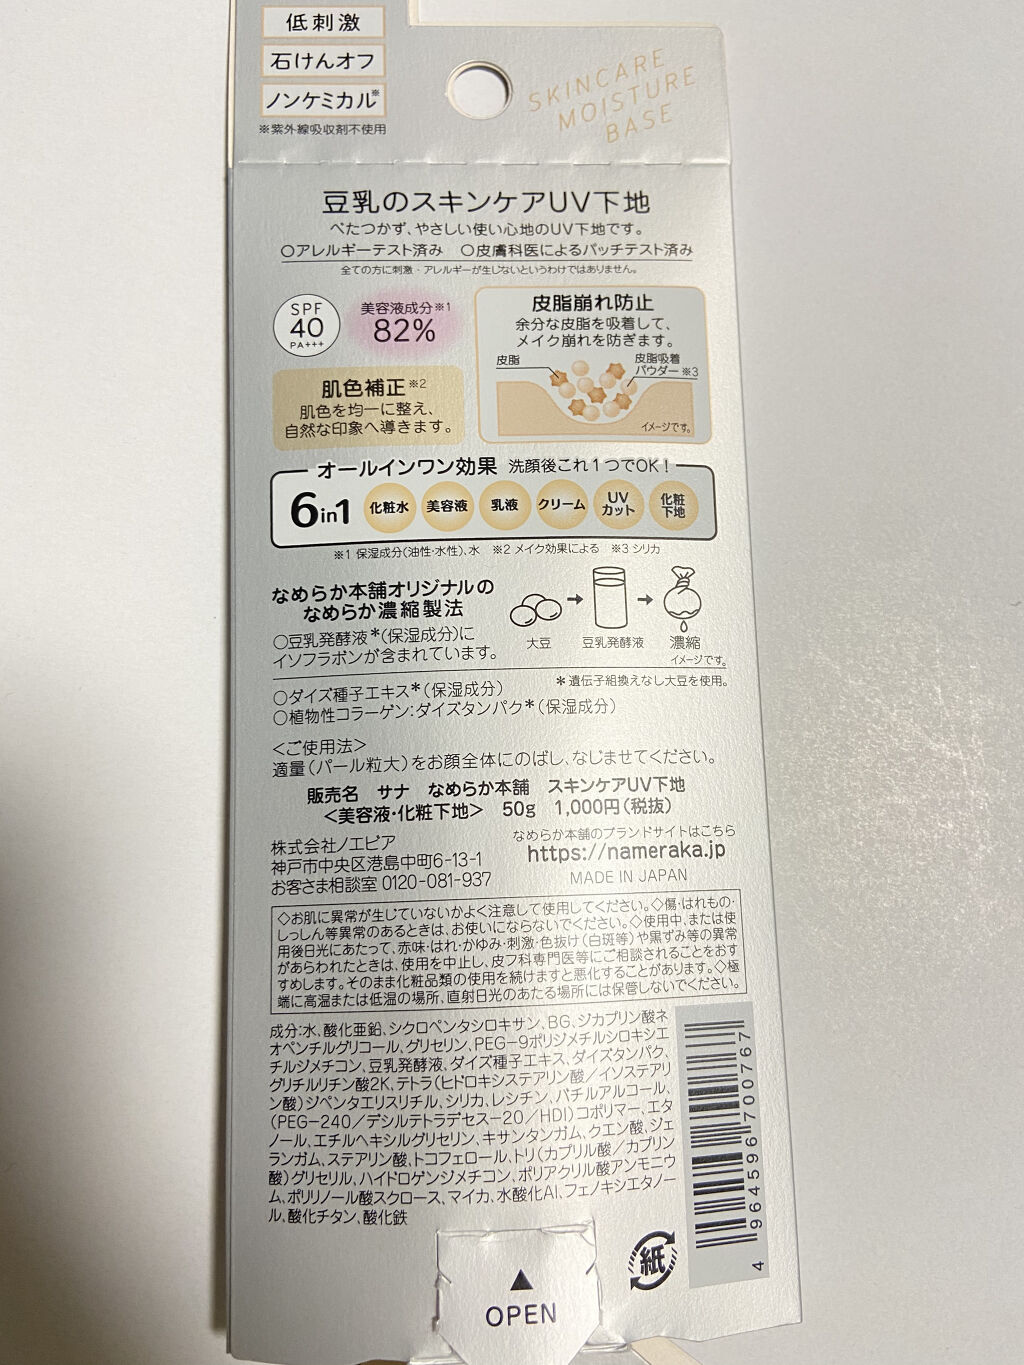 低刺激
石けんオフ
ノンケミカル※
※紫外線吸収剤不使用
SKINCARE
MOISTURE
BASE
豆乳のスキンケアUV下地
べたつかず、やさしい使い心地のUV下地です。
○アレルギーテスト済み ○皮膚科医によるパッチテスト済み
全ての方に刺激・アレルギーが生じないというわけではありません。
SPF
40
PA+++
美容液成分※1
82%
肌色補正※2
肌色を均一に整え、
自然な印象へ導きます。
皮脂崩れ防止
余分な皮脂を吸着して、
メイク崩れを防ぎます。
皮脂
皮脂吸着
パウダー※3
イメージです。
オールインワン効果 洗顔後これ1つでOK!
6in1
化粧水
美容液
乳液
クリーム
UV
カット
化粧
下地
※1 保湿成分(油性・水性)、水 ※2 メイク効果による ※3 シリカ
なめらか本舗オリジナルの
なめらか濃縮製法
○豆乳発酵液*(保湿成分)に
イソフラボンが含まれています。
大豆
豆乳発酵液
濃縮
イメージです。
*遺伝子組換えなし大豆を使用。
○ダイズ種子エキス*(保湿成分)
○植物性コラーゲン:ダイズタンパク*(保湿成分)
<ご使用法>
適量(パール粒大)をお顔全体にのばし、なじませてください。
販売名 サナ なめらか本舗 スキンケアUV下地
<美容液・化粧下地> 50g 1,000円(税抜)
株式会社ノエビア
神戸市中央区港島中町6-13-1
お客さま相談室 0120-081-937
なめらか本舗のブランドサイトはこちら
https://nameraka.jp
MADE IN JAPAN
◇お肌に異常が生じていないかよく注意して使用してください。◇傷・はれもの・
しっしん等異常のあるときは、お使いにならないでください。◇使用中、または使
用後日光にあたって、赤味・はれ・かゆみ・刺激・色抜け(白斑等)や黒ずみ等の異常
があらわれたときは、使用を中止し、皮フ科専門医等にご相談されることをおす
すめします。そのまま化粧品類の使用を続けますと悪化することがあります。◇極
端に高温または低温の場所、直射日光のあたる場所には保管しないでください。
成分:水、酸化亜鉛、シクロペンタシロキサン、BG、ジカプリン酸ネ
オペンチルグリコール、グリセリン、PEG-9ポリジメチルシロキシエ
チルジメチコン、豆乳発酵液、ダイズ種子エキス、ダイズタンパク、
グリチルリチン酸2K、テトラ(ヒドロキシステアリン酸/イソステアリ
ン酸)ジペンタエリスリチル、シリカ、レシチン、バチルアルコール、
(PEG-240/デシルテトラデセス-20/HDI)コポリマー、エタ
ノール、エチルヘキシルグリセリン、キサンタンガム、クエン酸、ジェ
ランガム、ステアリン酸、トコフェロール、トリ(カプリル酸/カプリン
酸)グリセリル、ハイドロゲンジメチコン、ポリアクリル酸アンモニウ
ム、ポリリノール酸スクロース、マイカ、水酸化Al、フェノキシエタノー
ル、酸化チタン、酸化鉄
4 964596 700767
紙
▲
OPEN